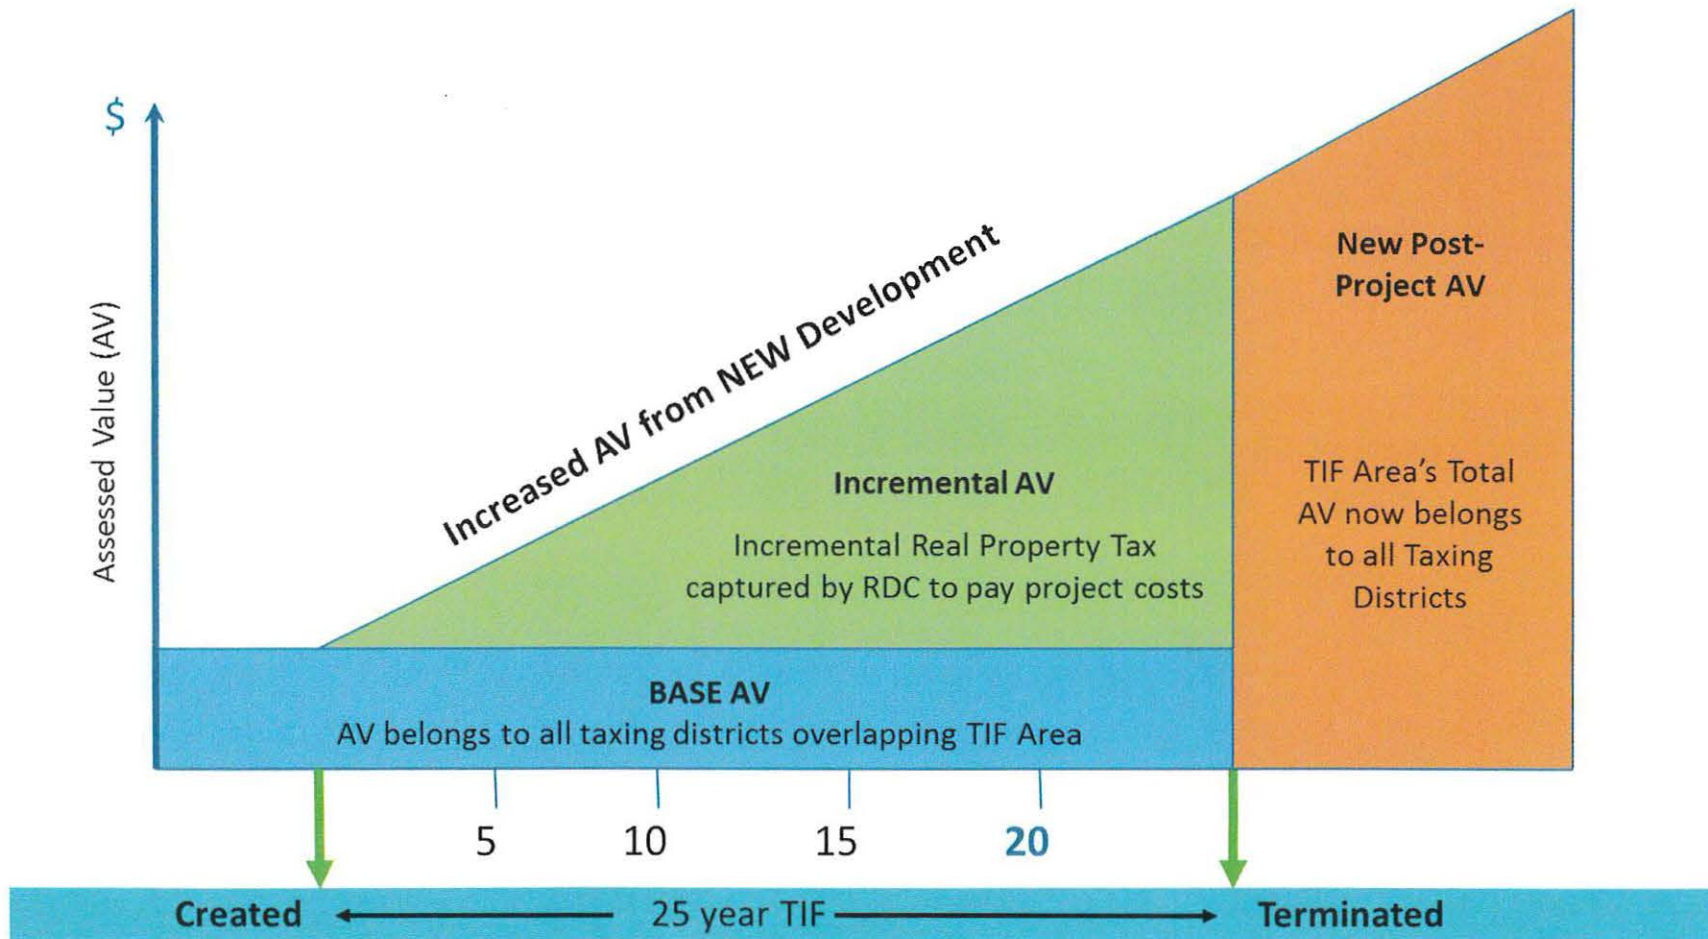 $
Assessed Value (AV)
Increased AV from NEW Development
New Post-
Project AV
Incremental AV
Incremental Real Property Tax
captured by RDC to pay project costs
TIF Area's Total
AV now belongs
to all Taxing
Districts
BASE AV
AV belongs to all taxing districts overlapping TIF Area
5 10 15 20
Created 25 year TIF Terminated